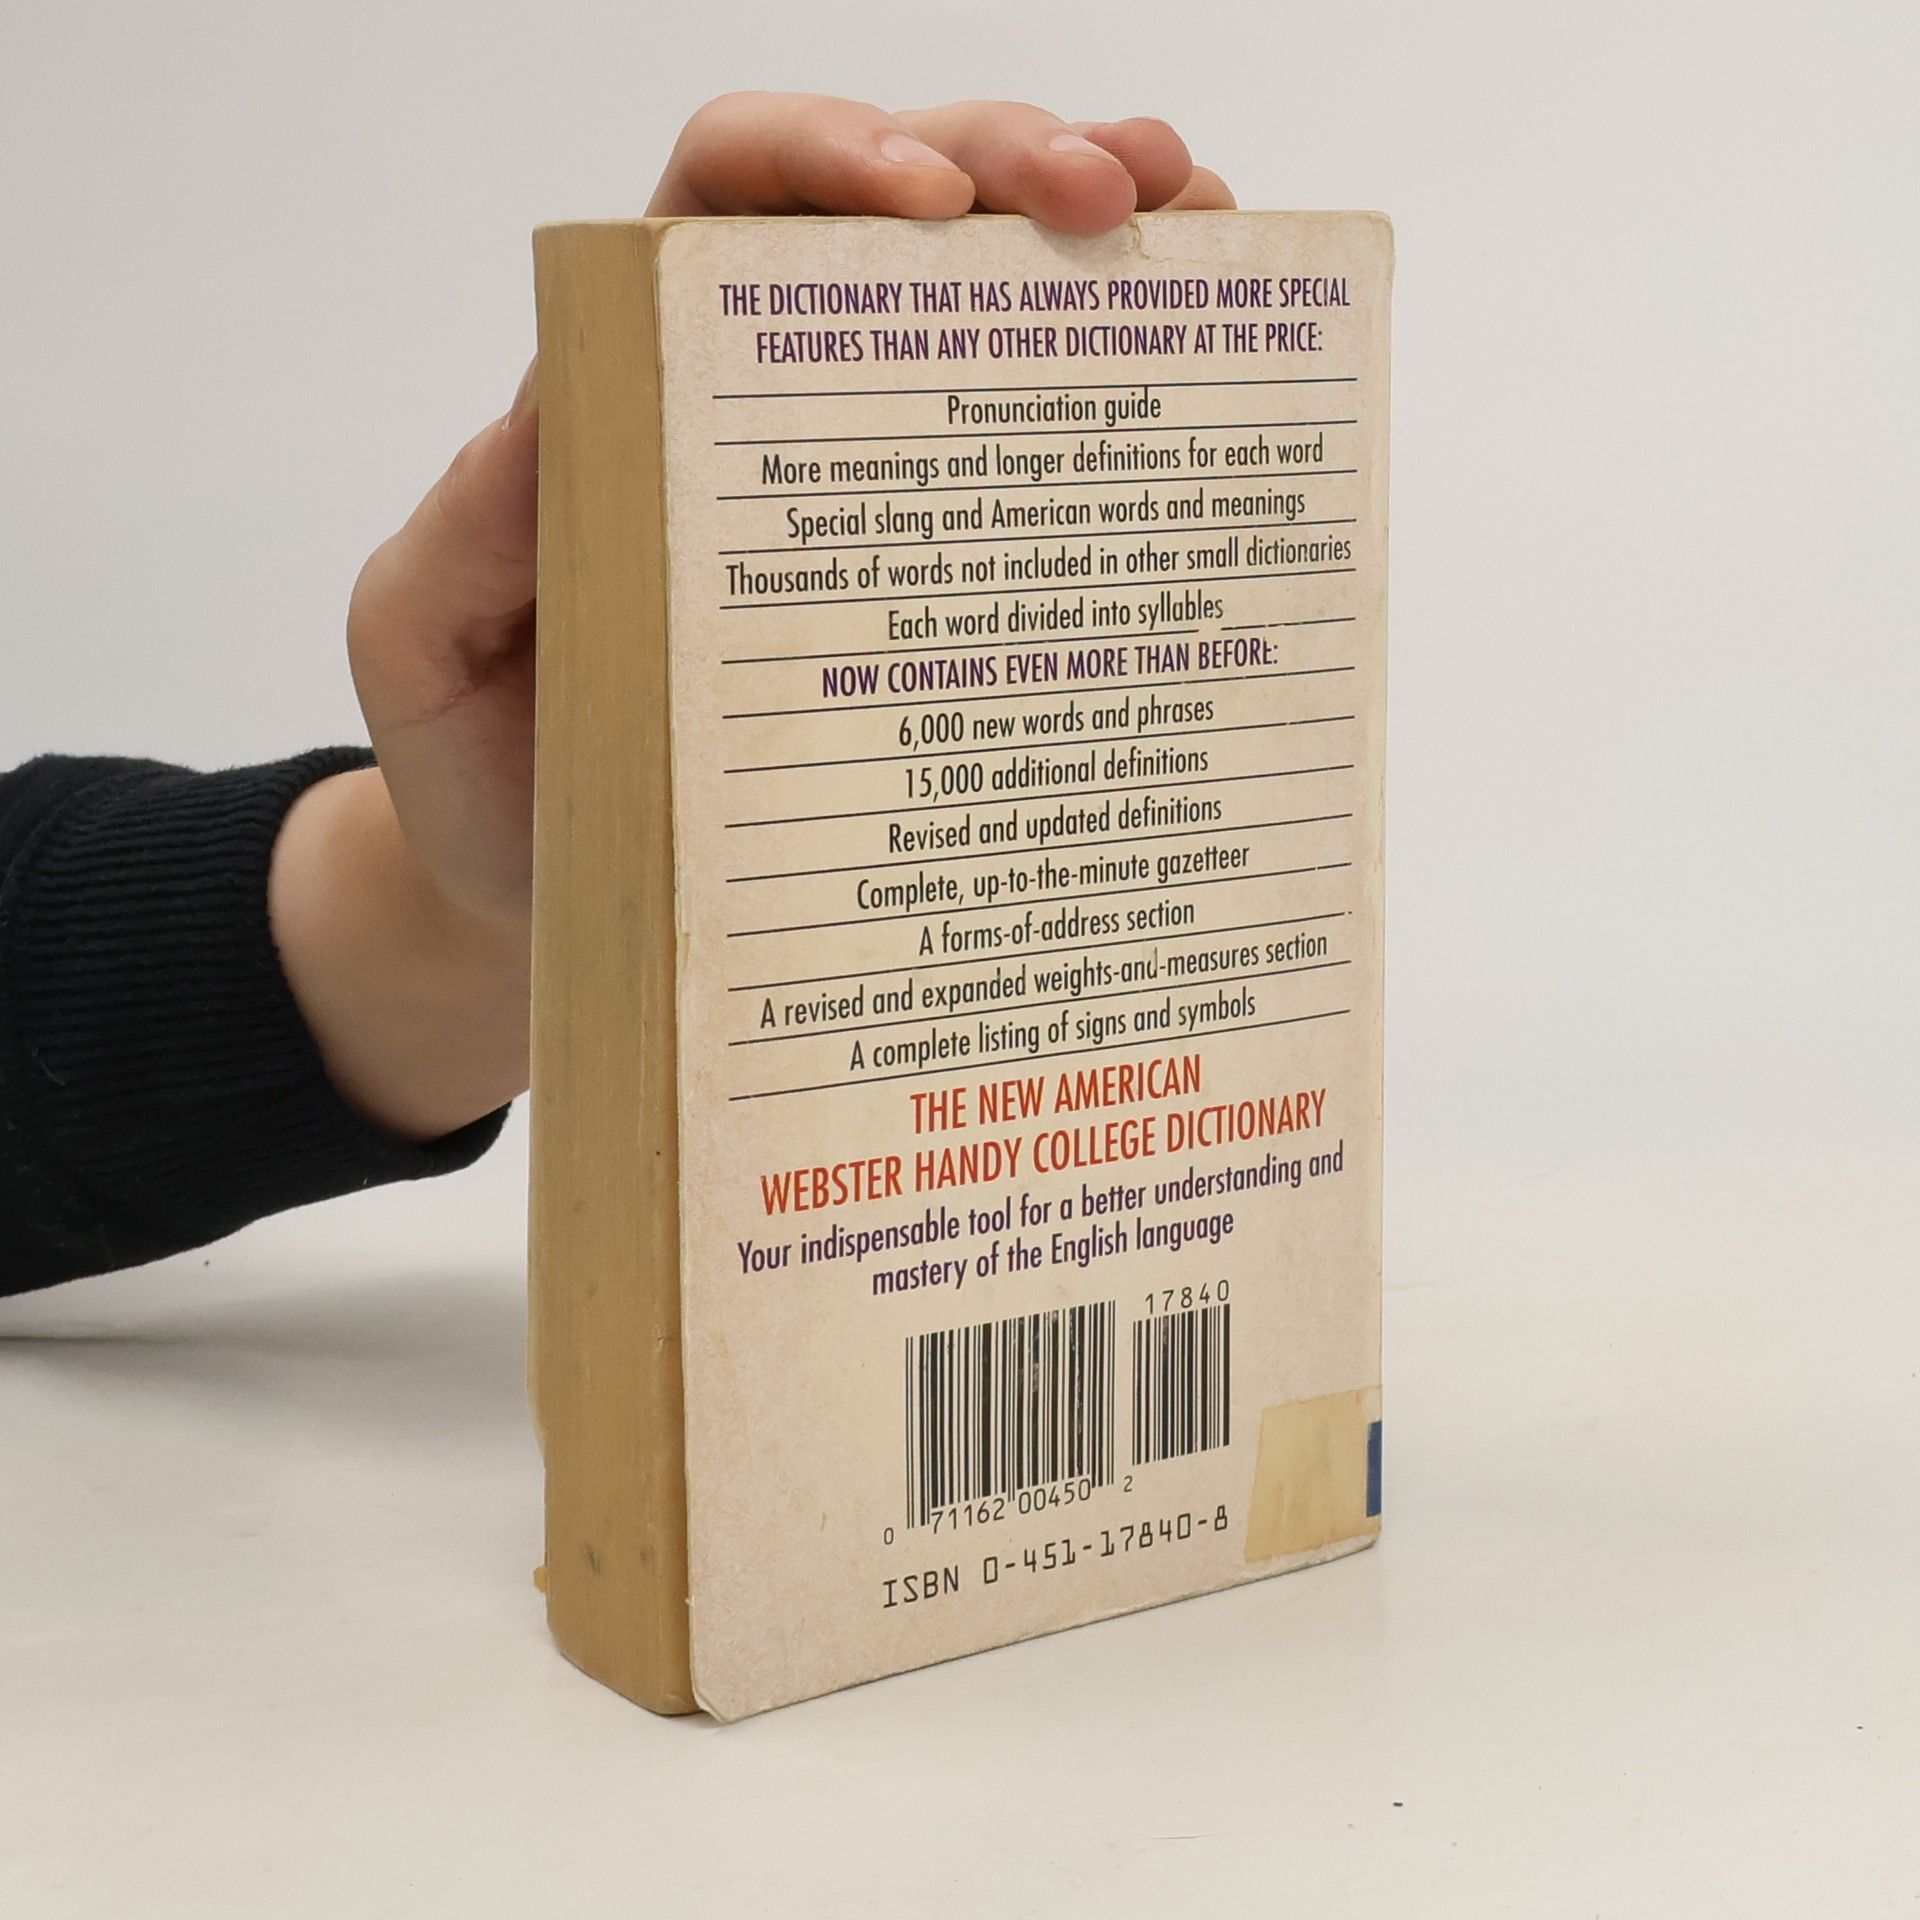 THE DICTIONARY THAT HAS ALWAYS PROVIDED MORE SPECIAL
FEATURES THAN ANY OTHER DICTIONARY AT THE PRICE:
Pronunciation guide
More meanings and longer definitions for each word
Special slang and American words and meanings
Thousands of words not included in other small dictionaries
Each word divided into syllables
NOW CONTAINS EVEN MORE THAN BEFORE:
6,000 new words and phrases
15,000 additional definitions
Revised and updated definitions
Complete, up-to-the-minute gazetteer
A forms-of-address section
A revised and expanded weights-and-measures section
A complete listing of signs and symbols
THE NEW AMERICAN
WEBSTER HANDY COLLEGE DICTIONARY
Your indispensable tool for a better understanding and
mastery of the English language
17840
0 71162 00450 2
ISBN 0-451-17840-8